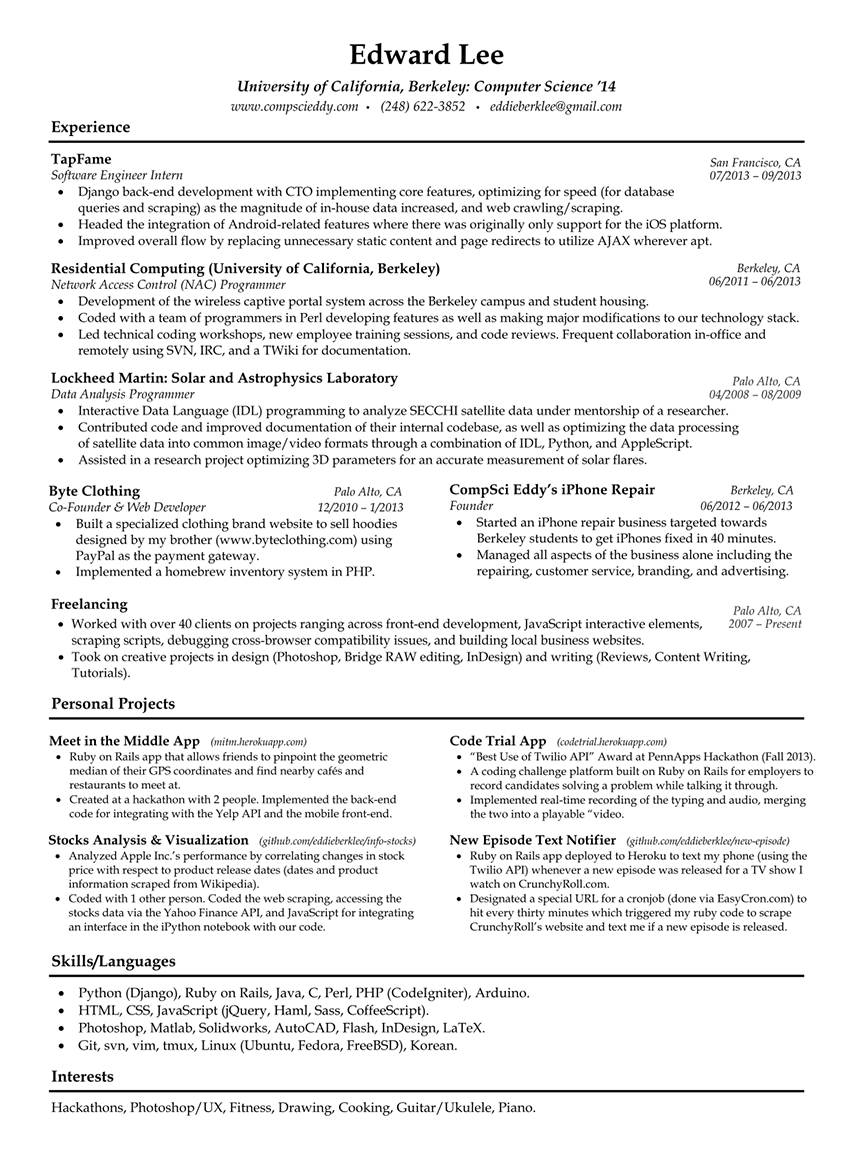 Edward Lee
University of California, Berkeley: Computer Science ’14
www.compscieddy.com • (248) 622-3852 • eddieberklee@gmail.com
Experience
TapFame
San Francisco, CA
Software Engineer Intern
07/2013 – 09/2013
• Django back-end development with CTO implementing core features, optimizing for speed (for database
queries and scraping) as the magnitude of in-house data increased, and web crawling/scraping.
• Headed the integration of Android-related features where there was originally only support for the iOS platform.
• Improved overall flow by replacing unnecessary static content and page redirects to utilize AJAX wherever apt.
Residential Computing (University of California, Berkeley)
Berkeley, CA
Network Access Control (NAC) Programmer
06/2011 – 06/2013
• Development of the wireless captive portal system across the Berkeley campus and student housing.
• Coded with a team of programmers in Perl developing features as well as making major modifications to our technology stack.
• Led technical coding workshops, new employee training sessions, and code reviews. Frequent collaboration in-office and
remotely using SVN, IRC, and a TWiki for documentation.
Lockheed Martin: Solar and Astrophysics Laboratory
Palo Alto, CA
Data Analysis Programmer
04/2008 – 08/2009
• Interactive Data Language (IDL) programming to analyze SECCHI satellite data under mentorship of a researcher.
• Contributed code and improved documentation of their internal codebase, as well as optimizing the data processing
of satellite data into common image/video formats through a combination of IDL, Python, and AppleScript.
• Assisted in a research project optimizing 3D parameters for an accurate measurement of solar flares.
Byte Clothing
Palo Alto, CA
Co-Founder & Web Developer
12/2010 – 1/2013
• Built a specialized clothing brand website to sell hoodies
designed by my brother (www.byteclothing.com) using
PayPal as the payment gateway.
• Implemented a homebrew inventory system in PHP.
CompSci Eddy’s iPhone Repair
Berkeley, CA
Founder
06/2012 – 06/2013
• Started an iPhone repair business targeted towards
Berkeley students to get iPhones fixed in 40 minutes.
• Managed all aspects of the business alone including the
repairing, customer service, branding, and advertising.
Freelancing
Palo Alto, CA
2007 – Present
• Worked with over 40 clients on projects ranging across front-end development, JavaScript interactive elements,
scraping scripts, debugging cross-browser compatibility issues, and building local business websites.
• Took on creative projects in design (Photoshop, Bridge RAW editing, InDesign) and writing (Reviews, Content Writing,
Tutorials).
Personal Projects
Meet in the Middle App (mitm.herokuapp.com)
• Ruby on Rails app that allows friends to pinpoint the geometric
median of their GPS coordinates and find nearby cafés and
restaurants to meet at.
• Created at a hackathon with 2 people. Implemented the back-end
code for integrating with the Yelp API and the mobile front-end.
Code Trial App (codetrial.herokuapp.com)
• “Best Use of Twilio API” Award at PennApps Hackathon (Fall 2013).
• A coding challenge platform built on Ruby on Rails for employers to
record candidates solving a problem while talking it through.
• Implemented real-time recording of the typing and audio, merging
the two into a playable “video.
Stocks Analysis & Visualization (github.com/eddieberklee/info-stocks)
• Analyzed Apple Inc.’s performance by correlating changes in stock
price with respect to product release dates (dates and product
information scraped from Wikipedia).
• Coded with 1 other person. Coded the web scraping, accessing the
stocks data via the Yahoo Finance API, and JavaScript for integrating
an interface in the iPython notebook with our code.
New Episode Text Notifier (github.com/eddieberklee/new-episode)
• Ruby on Rails app deployed to Heroku to text my phone (using the
Twilio API) whenever a new episode was released for a TV show I
watch on CrunchyRoll.com.
• Designated a special URL for a cronjob (done via EasyCron.com) to
hit every thirty minutes which triggered my ruby code to scrape
CrunchyRoll’s website and text me if a new episode is released.
Skills/Languages
• Python (Django), Ruby on Rails, Java, C, Perl, PHP (CodeIgniter), Arduino.
• HTML, CSS, JavaScript (jQuery, Haml, Sass, CoffeeScript).
• Photoshop, Matlab, Solidworks, AutoCAD, Flash, InDesign, LaTeX.
• Git, svn, vim, tmux, Linux (Ubuntu, Fedora, FreeBSD), Korean.
Interests
Hackathons, Photoshop/UX, Fitness, Drawing, Cooking, Guitar/Ukulele, Piano.